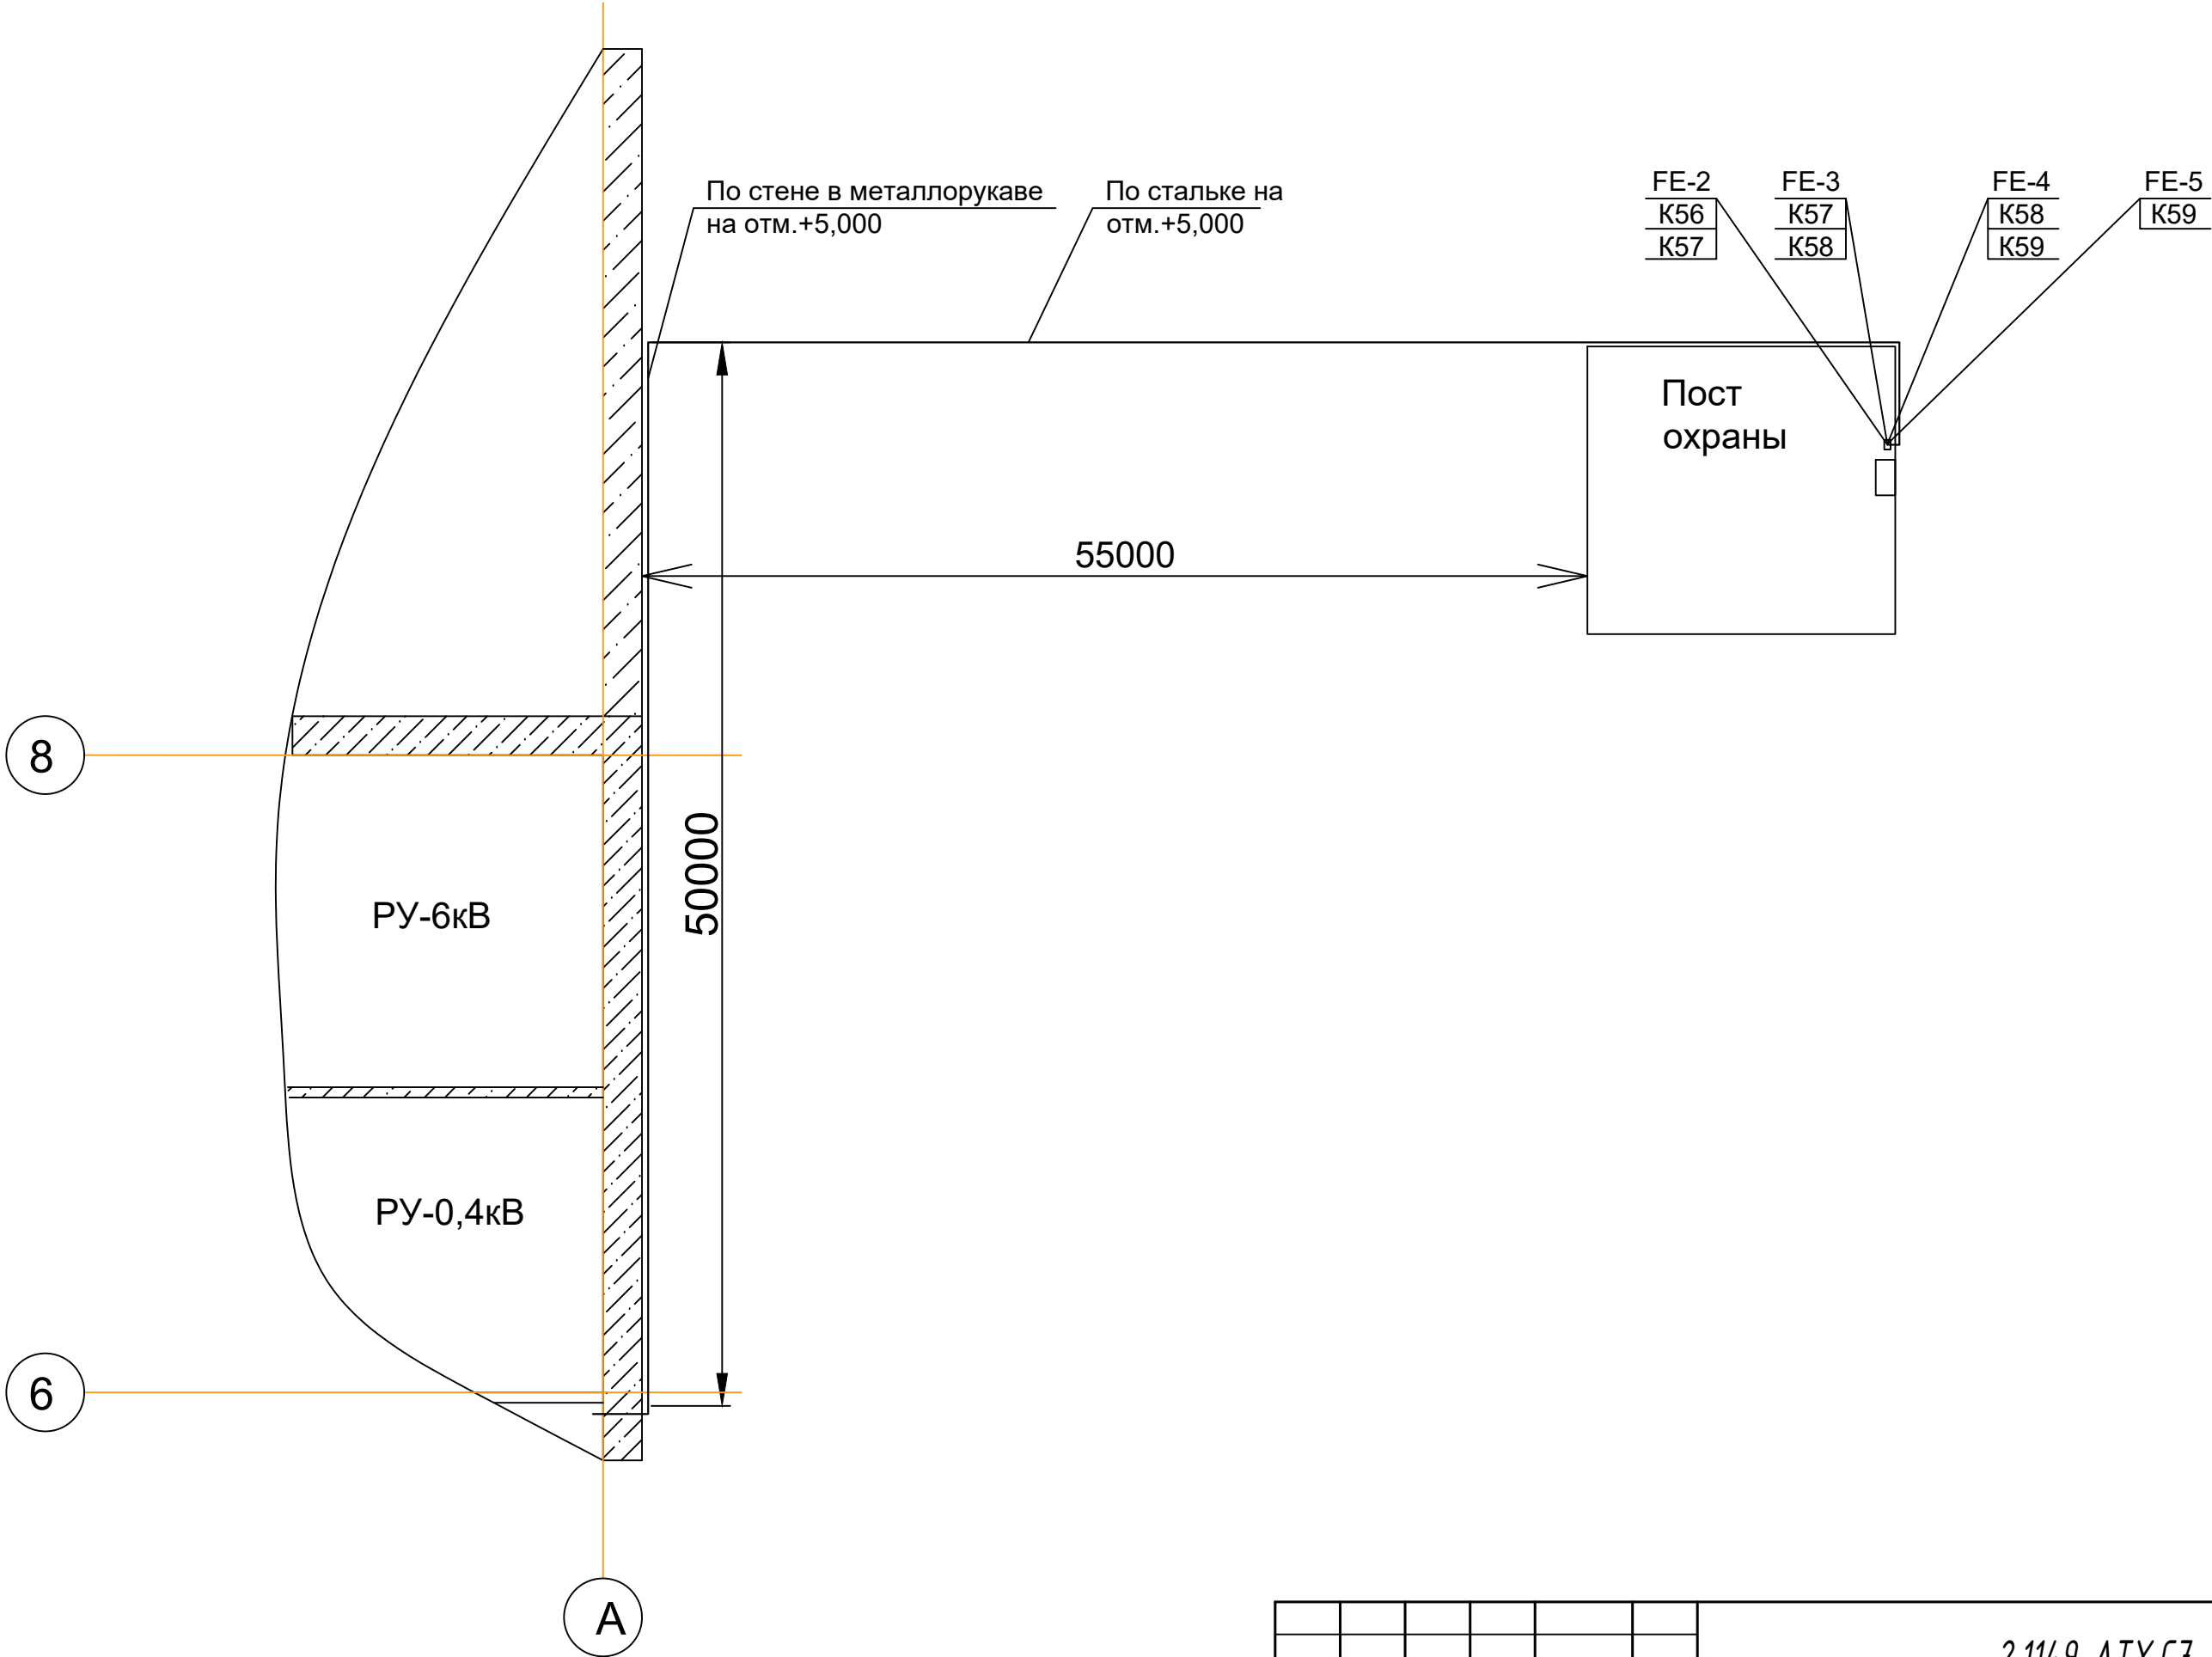 По стене в металлорукаве
на отм.+5,000
По стальке на
отм.+5,000
FE-2
К56
К57
FE-3
К57
К58
FE-4
К58
К59
FE-5
К59
Пост
охраны
55000
8
50000
РУ-6кВ
РУ-0,4кВ
6
А